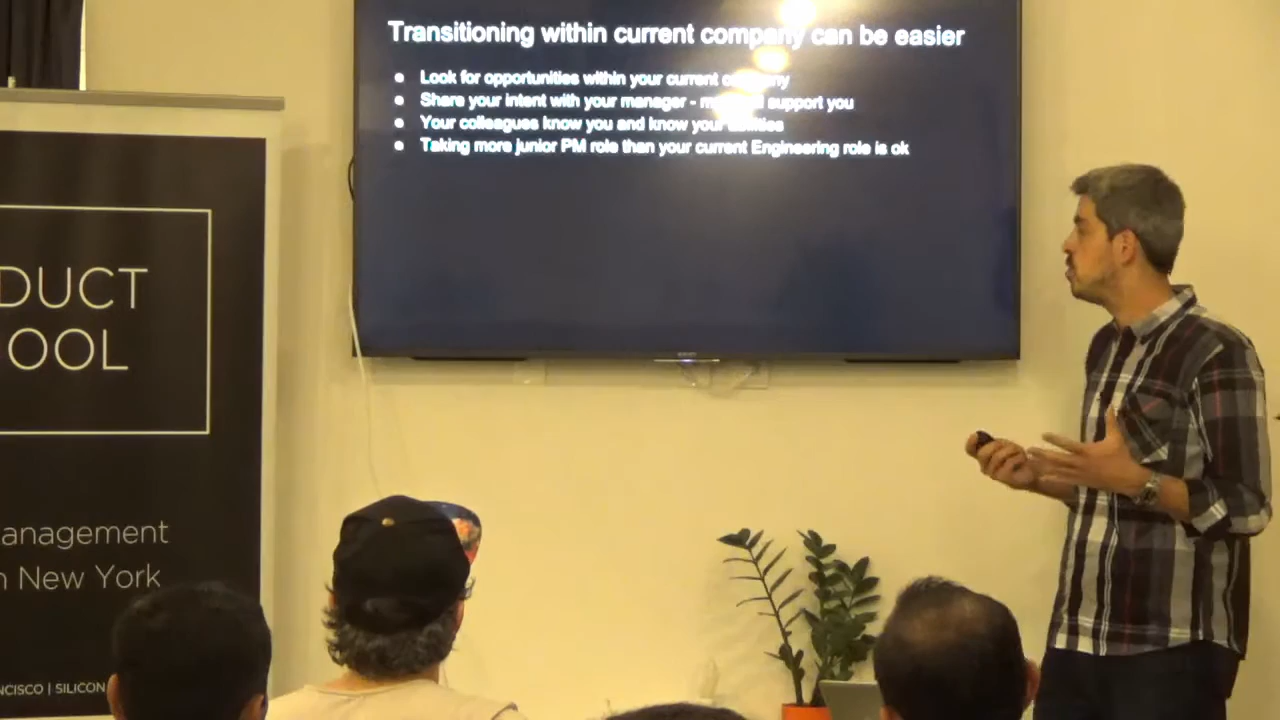 Transitioning within current company can be easier
Look for opportunities within your current company
Share your intent with your manager - support you
Your colleagues know you and know your abilities
Taking more junior PM role than your current Engineering role is ok
DUCT
OOL
anagement
n New York
NCISCO | SILICON